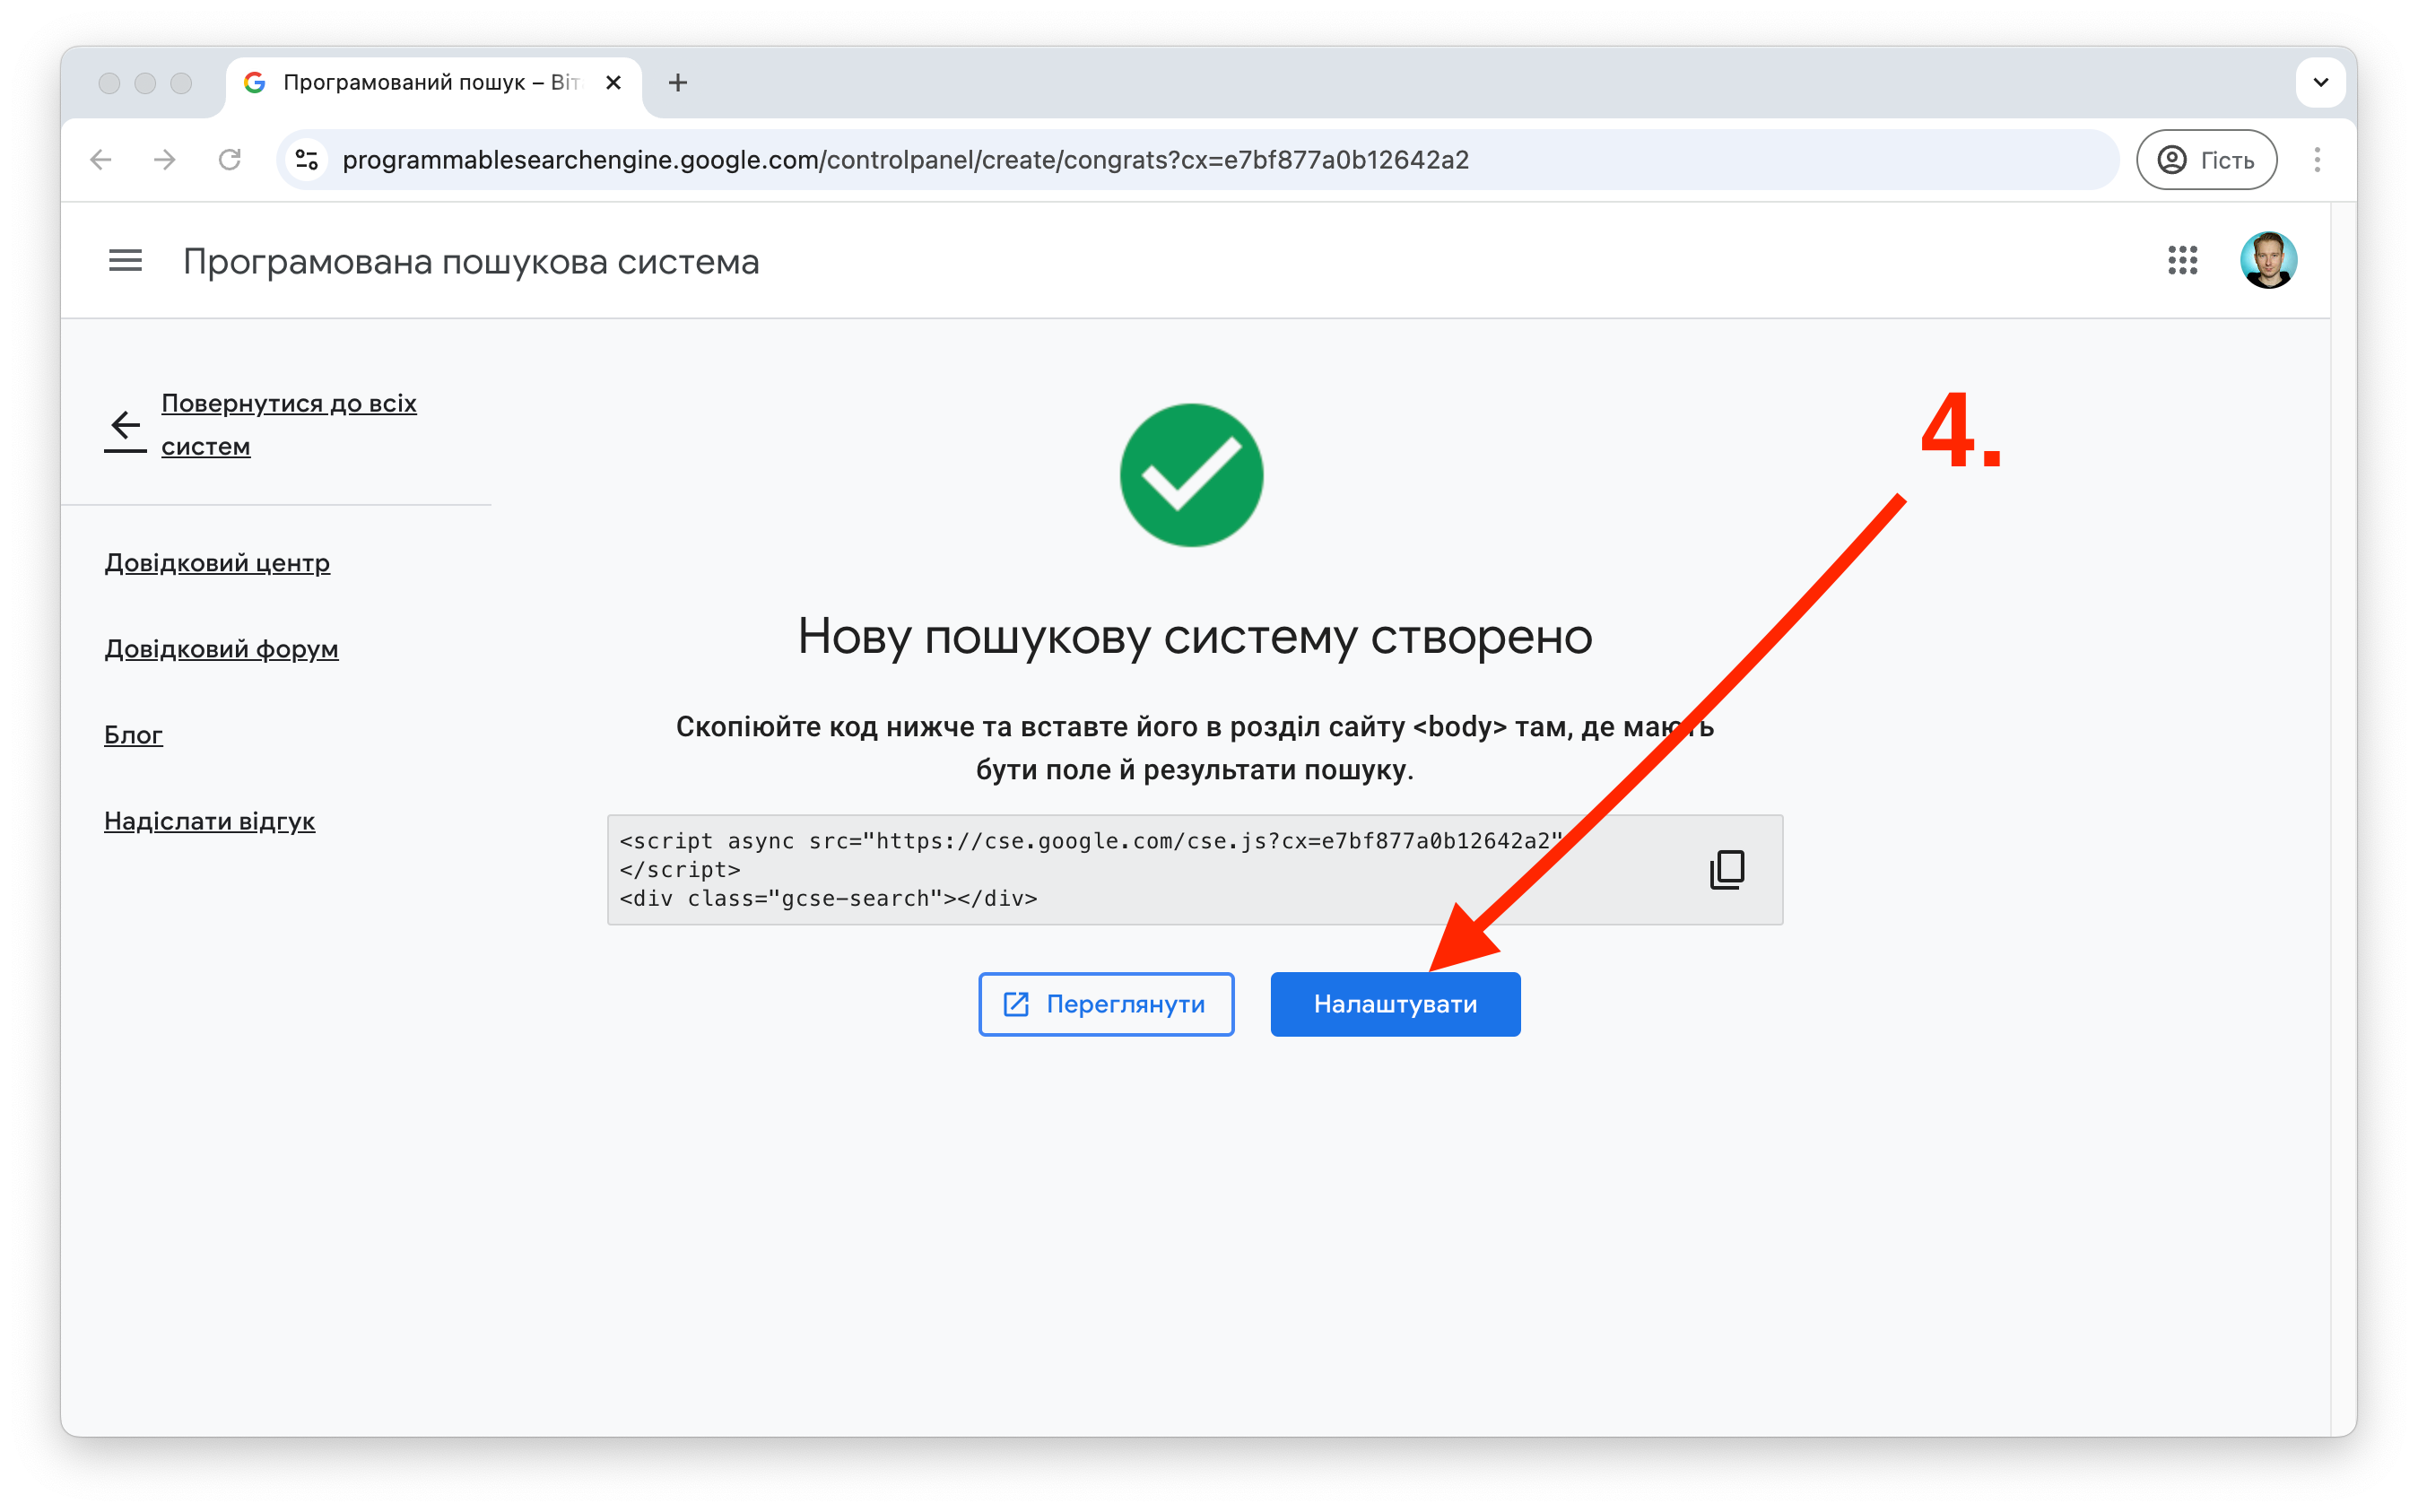 Програмований пошук – Віт
programmablesearchengine.google.com/controlpanel/create/congrats?cx=e7bf877a0b12642a2
Гість
Програмована пошукова система
Повернутися до всіх
систем
4.
Довідковий центр
Довідковий форум
Блог
Надіслати відгук
Нову пошукову систему створено
Скопіюйте код нижче та вставте його в розділ сайту <body> там, де мають
бути поле й результати пошуку.
<script async src="https://cse.google.com/cse.js?cx=e7bf877a0b12642a2"
</script>
<div class="gcse-search"></div>
Переглянути
Налаштувати